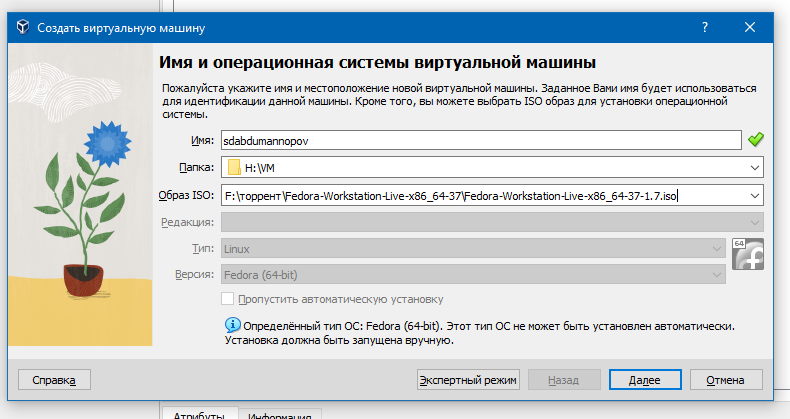 Создать виртуальную машину
?
Имя и операционная системы виртуальной машины
Пожалуйста укажите имя и местоположение новой виртуальной машины. Заданное Вами имя будет использоваться
для идентификации данной машины. Кроме того, вы можете выбрать ISO образ для установки операционной
системы.
Имя: sdabdumannopov
Папка: H:\VM
Образ ISO: F:\торрент\Fedora-Workstation-Live-x86_64-37\Fedora-Workstation-Live-x86_64-37-1.7.iso
Редакция:
Тип: Linux
64
Версия: Fedora (64-bit)
Пропустить автоматическую установку
Определённый тип ОС: Fedora (64-bit). Этот тип ОС не может быть установлен автоматически.
Установка должна быть запущена вручную.
Справка Экспертный режим Назад Далее Отмена
Атрибуты Информация